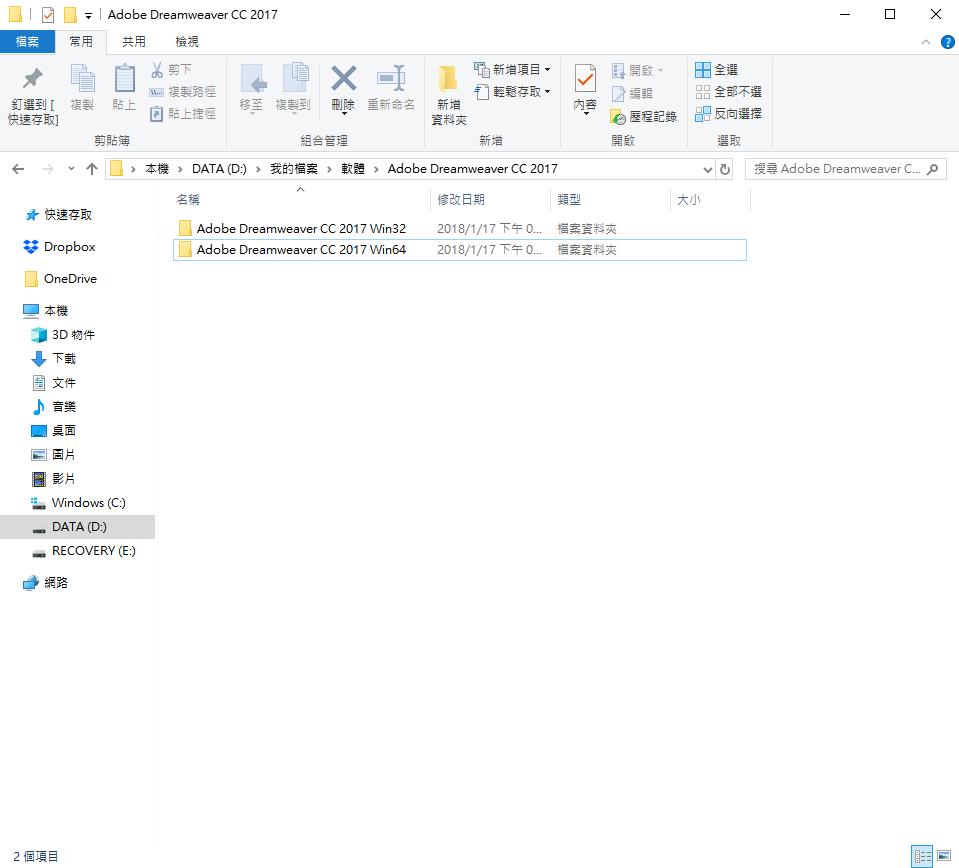 Adobe Dreamweaver CC 2017
檔案 常用 共用 檢視
釘選到 [快速存取]
複製
貼上
剪下
複製路徑
貼上捷徑
剪貼簿
移至
複製到
刪除
重新命名
組合管理
新增資料夾
新增項目
輕鬆存取
新增
內容
開啟
編輯
歷程記錄
開啟
全選
全部不選
反向選擇
選取
本機 DATA (D:) 我的檔案 軟體 Adobe Dreamweaver CC 2017
搜尋 Adobe Dreamweaver C...
名稱 修改日期 類型 大小
Adobe Dreamweaver CC 2017 Win32 2018/1/17 下午 0... 檔案資料夾
Adobe Dreamweaver CC 2017 Win64 2018/1/17 下午 0... 檔案資料夾
快速存取
Dropbox
OneDrive
本機
3D 物件
下載
文件
音樂
桌面
圖片
影片
Windows (C:)
DATA (D:)
RECOVERY (E:)
網路
2 個項目